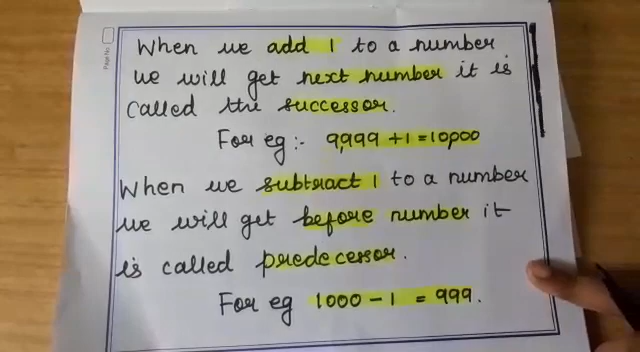 Page No.
When we add 1 to a number
we will get next number it is
called the successor.
For eg :- 9,999 + 1 = 10,000
When we subtract 1 to a number
we will get before number it
is called predecessor.
For eg 1000 - 1 = 999.